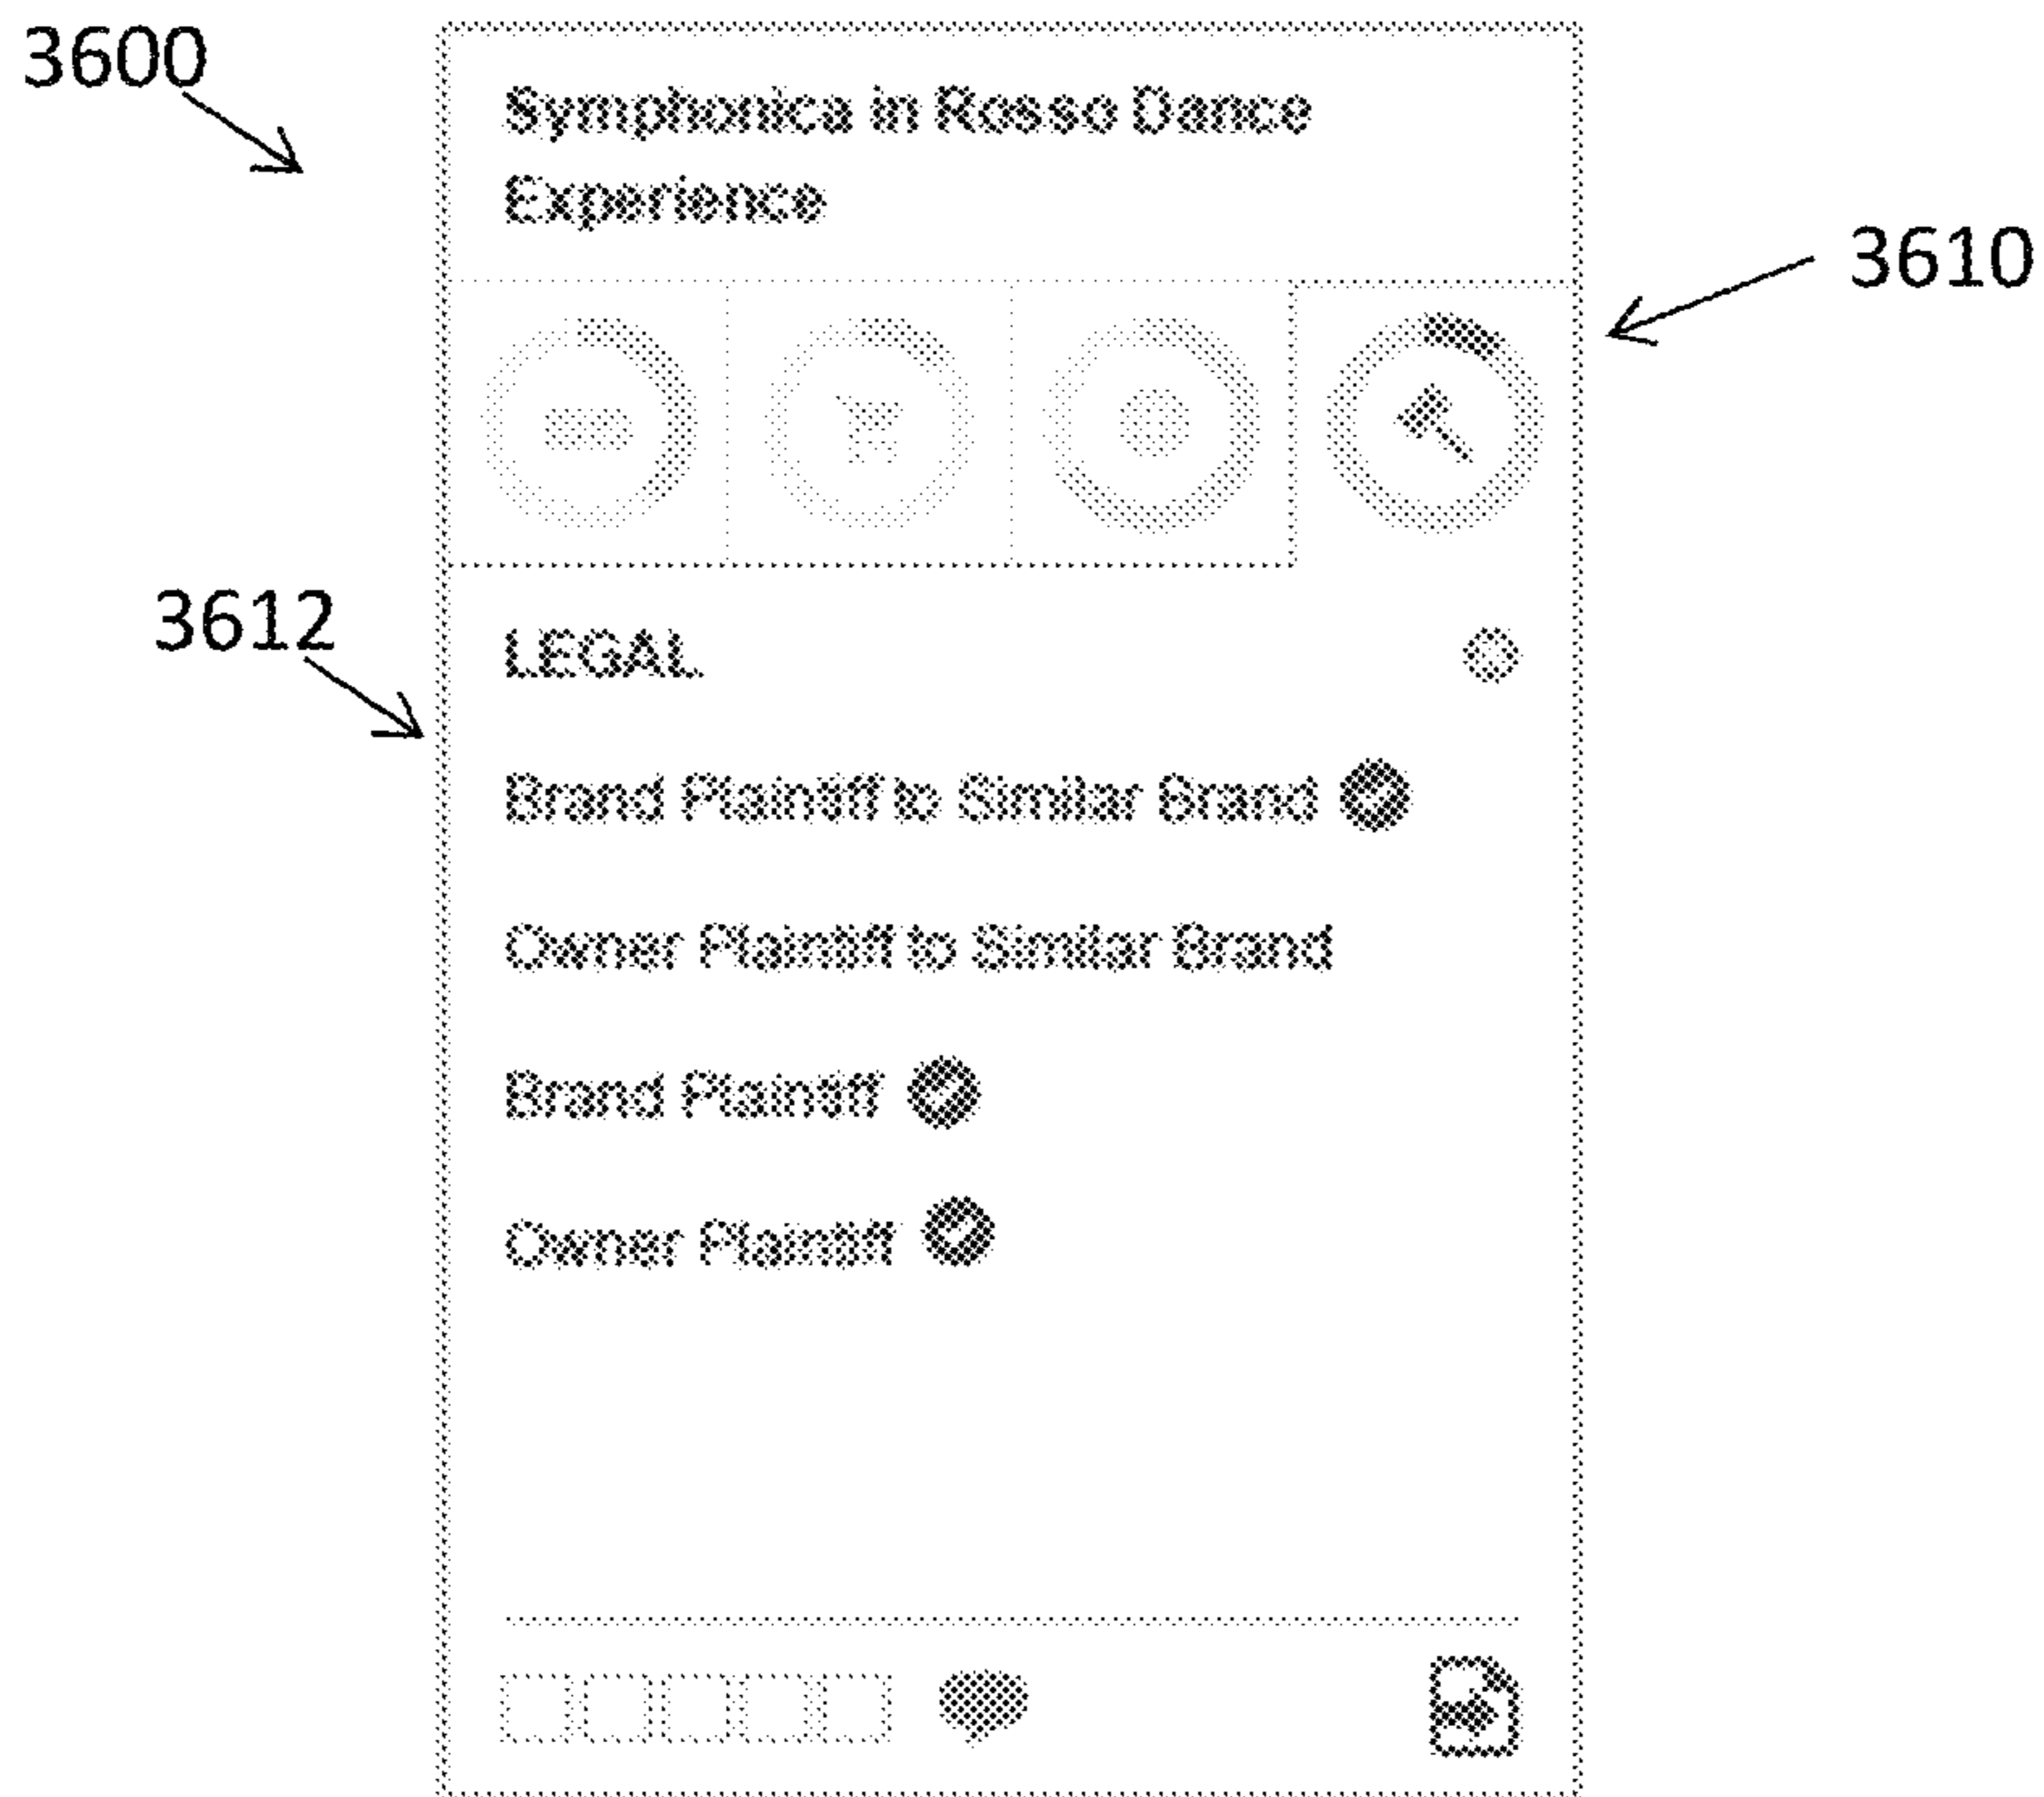 3600
Symphonica in Rosso Dance
Experience
3610
3612
LEGAL
Brand Plaintiff to Similar Brand
Owner Plaintiff to Similar Brand
Brand Plaintiff
Owner Plaintiff